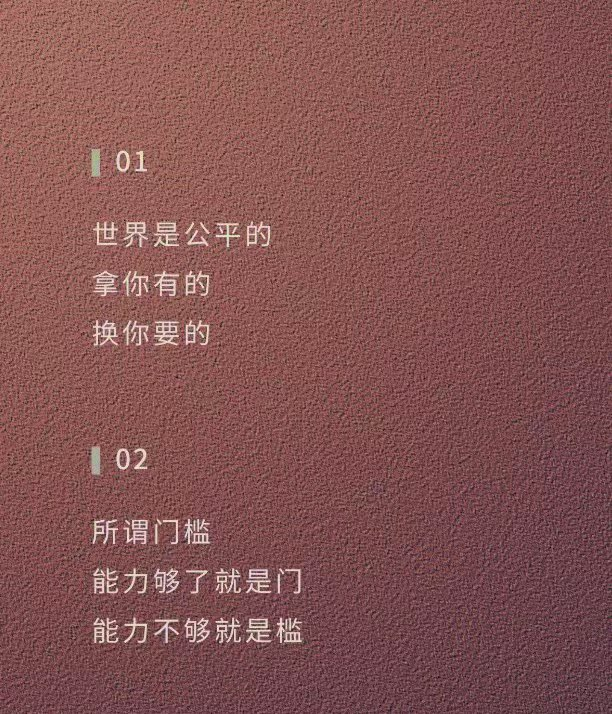 01
世界是公平的
拿你有的
换你要的
02
所谓门槛
能力够了就是门
能力不够就是槛